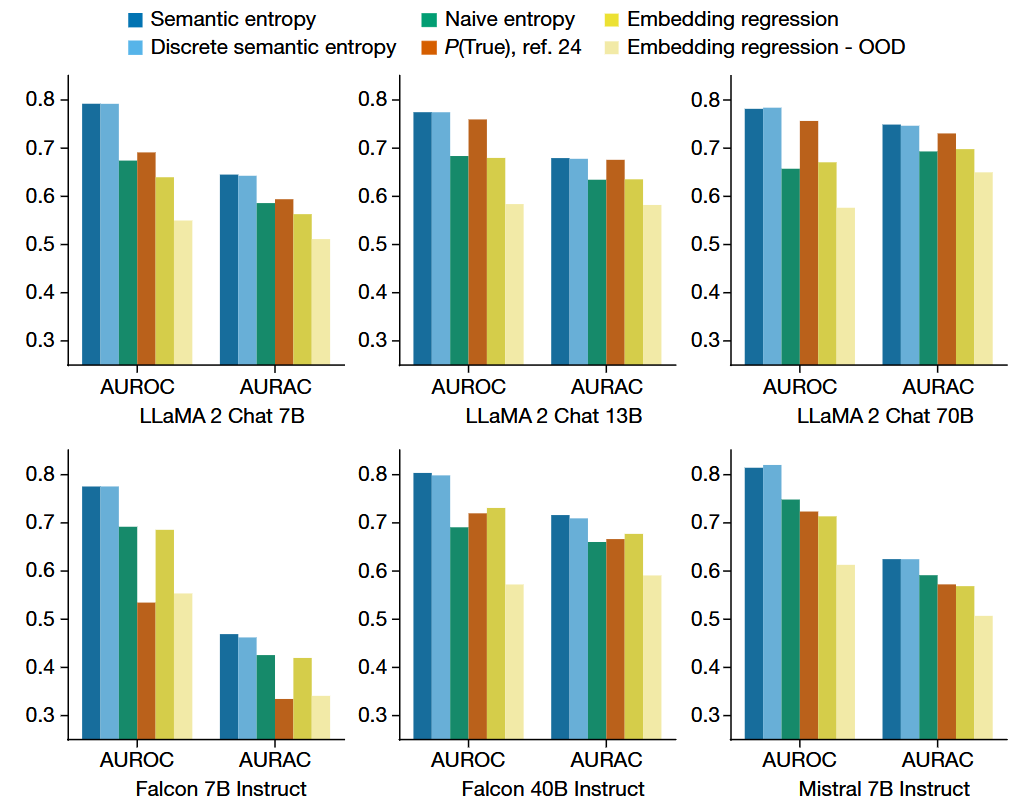 Semantic entropy Naive entropy Embedding regression
Discrete semantic entropy P(True), ref. 24 Embedding regression - OOD
0.8 0.8 0.8
0.7 0.7 0.7
0.6 0.6 0.6
0.5 0.5 0.5
0.4 0.4 0.4
0.3 0.3 0.3
AUROC AURAC AUROC AURAC AUROC AURAC
LLaMA 2 Chat 7B LLaMA 2 Chat 13B LLaMA 2 Chat 70B
0.8 0.8 0.8
0.7 0.7 0.7
0.6 0.6 0.6
0.5 0.5 0.5
0.4 0.4 0.4
0.3 0.3 0.3
AUROC AURAC AUROC AURAC AUROC AURAC
Falcon 7B Instruct Falcon 40B Instruct Mistral 7B Instruct